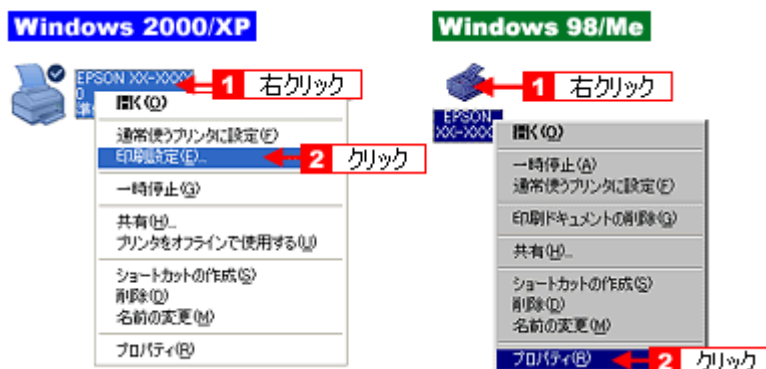 Windows 2000/XP
EPSON XX-XXXX
0
準
1 右クリック
開く(O)
通常使うプリンタに設定(F)
印刷設定(E)...
2 クリック
一時停止(G)
共有(H)...
プリンタをオフラインで使用する(U)
ショートカットの作成(S)
削除(D)
名前の変更(M)
プロパティ(R)
Windows 98/Me
1 右クリック
EPSON
XX-XXX
開く(O)
一時停止(A)
通常使うプリンタに設定(F)
印刷ドキュメントの削除(G)
共有(H)...
ショートカットの作成(S)
削除(D)
名前の変更(M)
プロパティ(R)
2 クリック